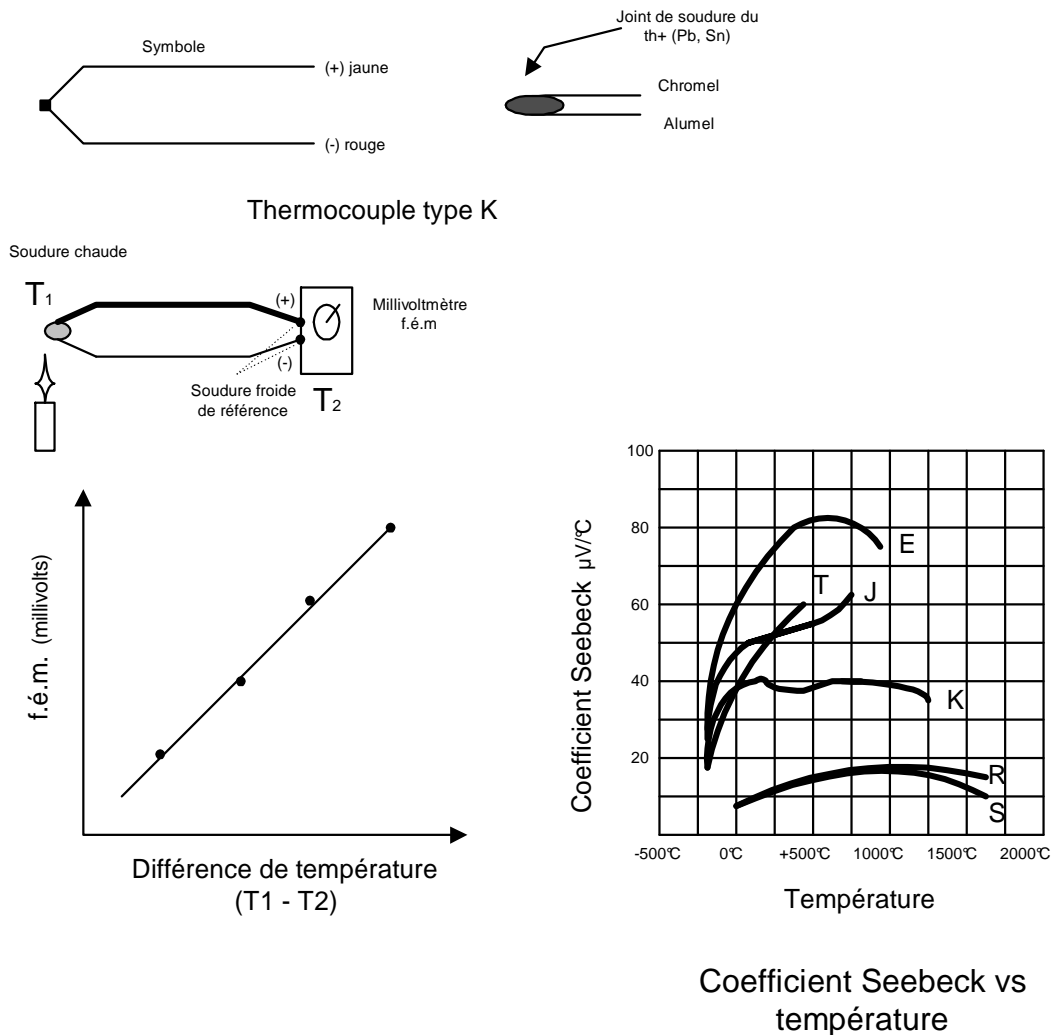 Joint de soudure du
th+ (Pb, Sn)
Symbole
(+) jaune
Chromel
Alumel
(-) rouge
Thermocouple type K
Soudure chaude
T1
(+)
Millivoltmètre
f.é.m
(-)
Soudure froide
de référence
T2
f.é.m. (millivolts)
Différence de température
(T1 - T2)
100
80
60
40
20
Coefficient Seebeck µV/°C
E
T
J
K
R
S
-500°C
0°C
+500°C
1000°C
1500°C
2000°C
Température
Coefficient Seebeck vs
température